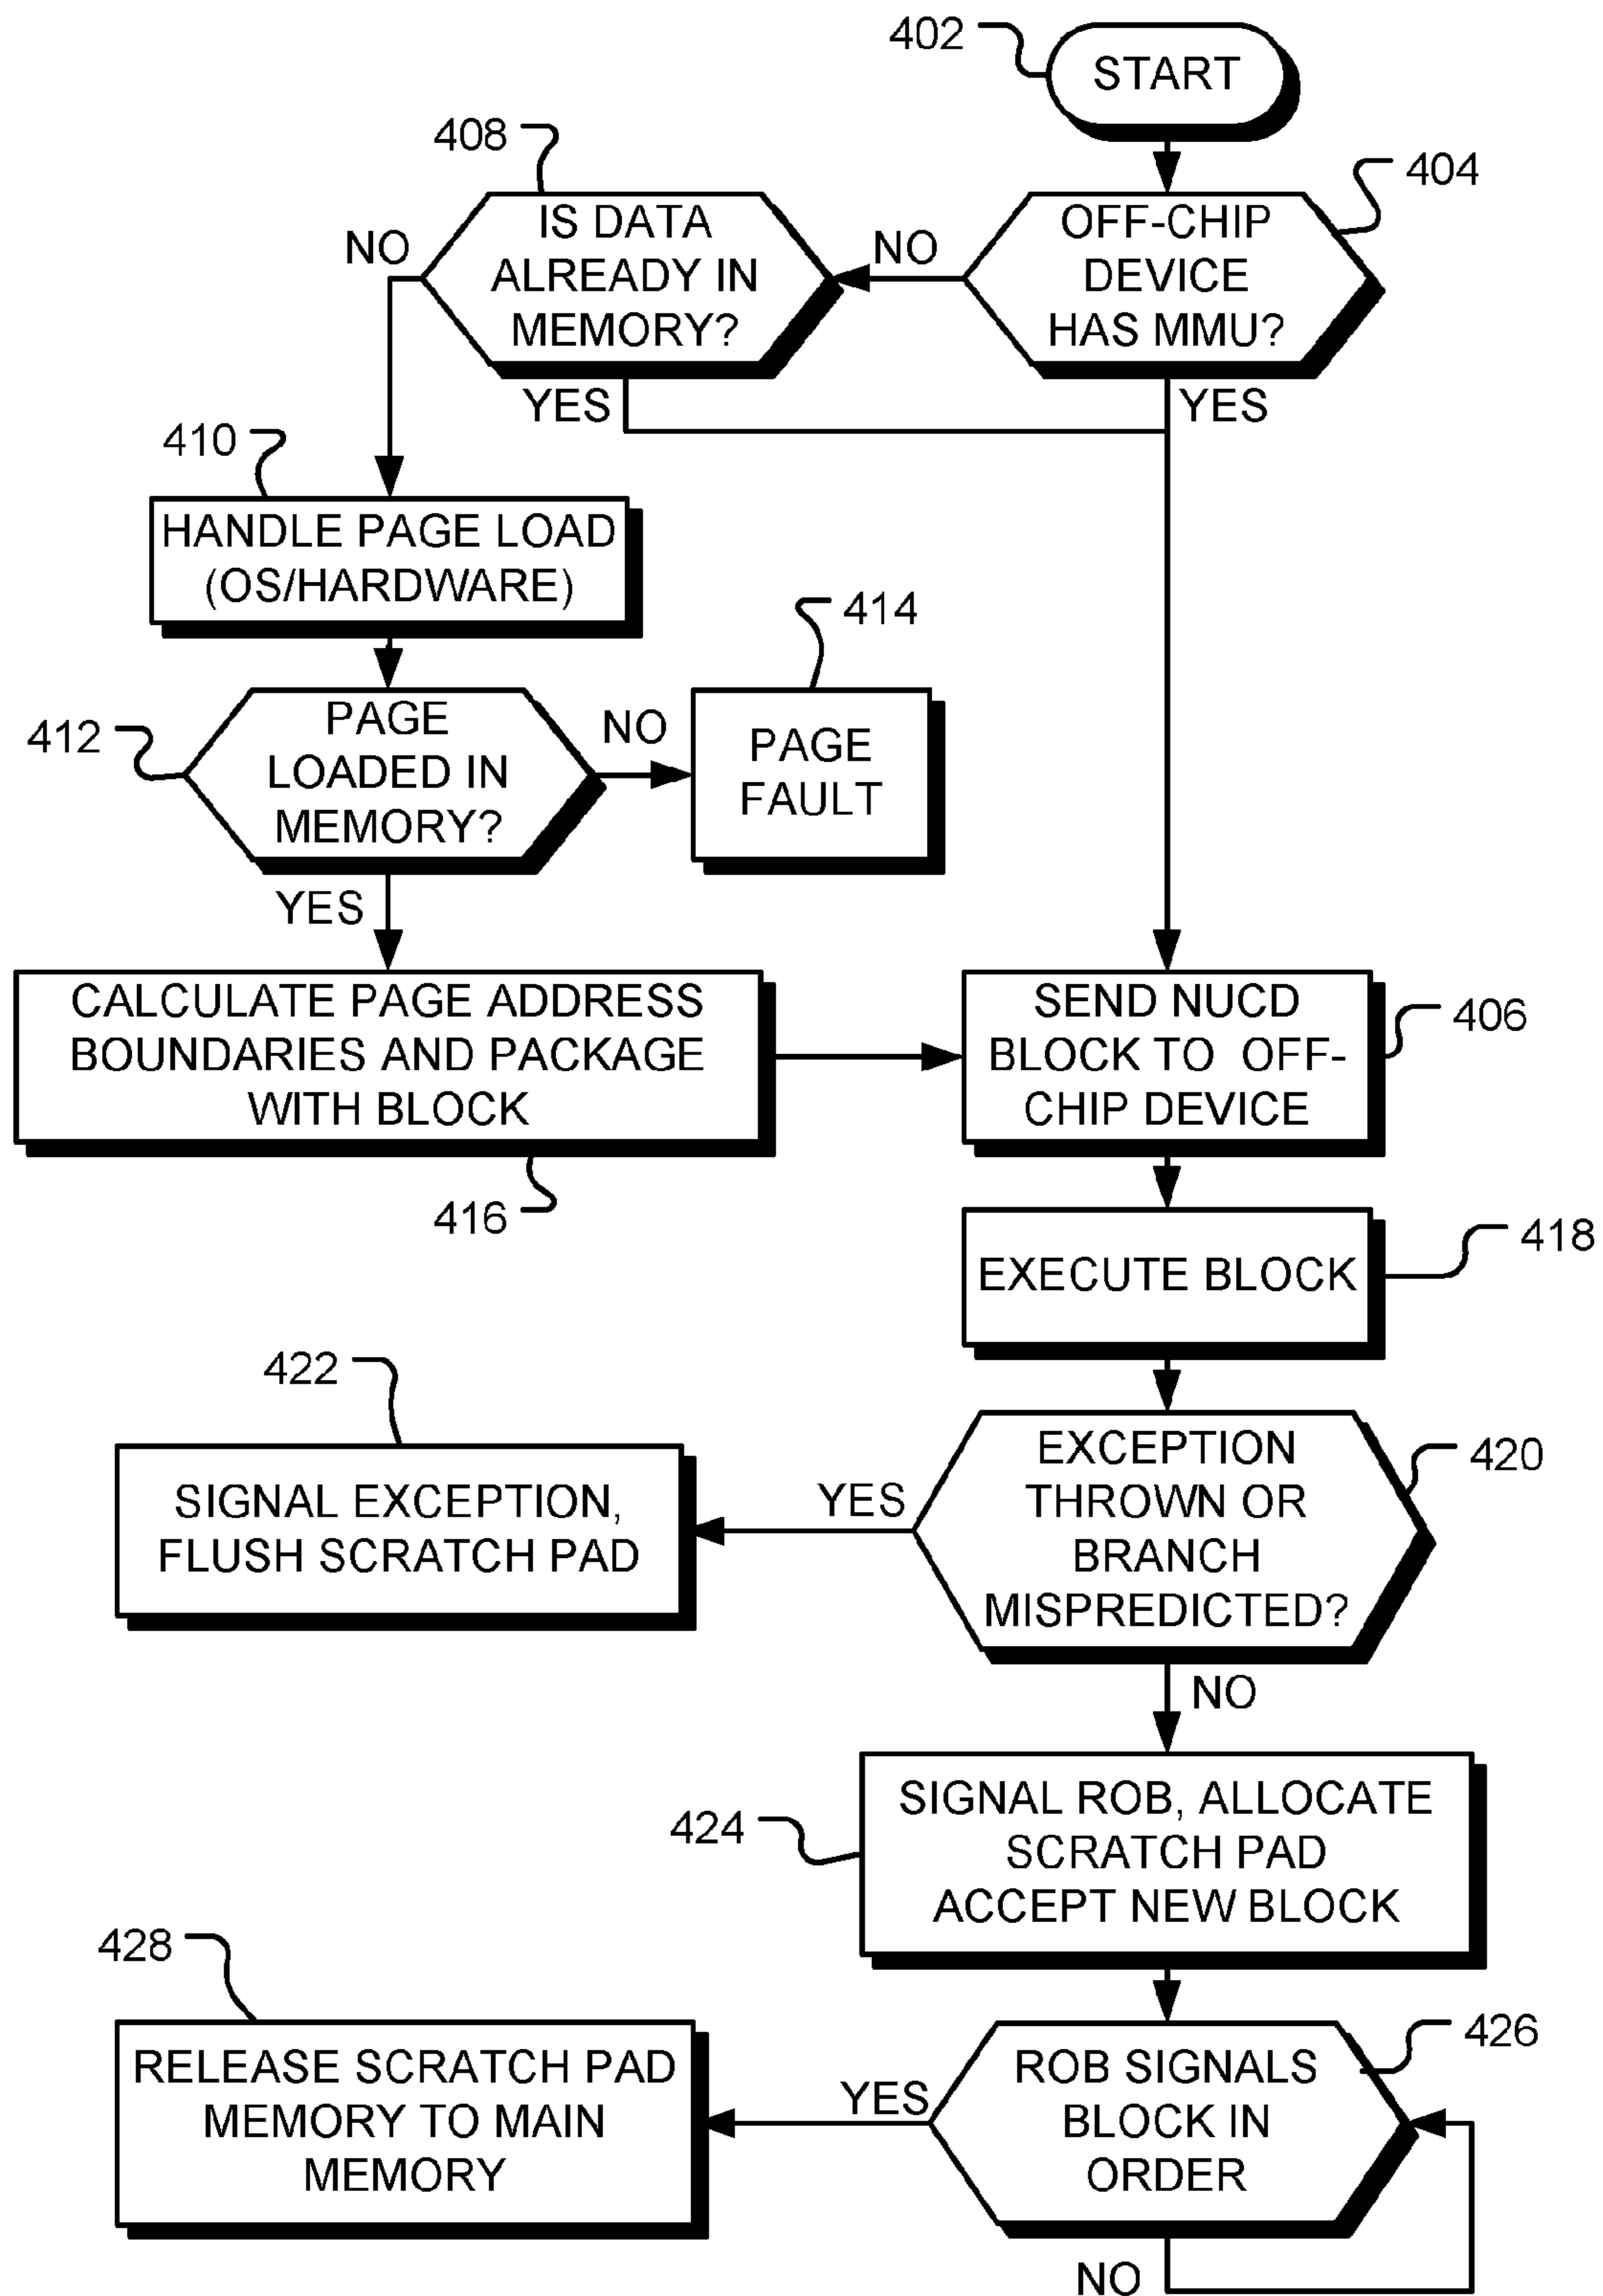 402
START
408
404
IS DATA
ALREADY IN
MEMORY?
NO
NO
OFF-CHIP
DEVICE
HAS MMU?
YES
YES
410
HANDLE PAGE LOAD
(OS/HARDWARE)
414
412
PAGE
LOADED IN
MEMORY?
NO
PAGE
FAULT
YES
CALCULATE PAGE ADDRESS
BOUNDARIES AND PACKAGE
WITH BLOCK
416
SEND NUCD
BLOCK TO OFF-
CHIP DEVICE
406
EXECUTE BLOCK
418
422
SIGNAL EXCEPTION,
FLUSH SCRATCH PAD
YES
EXCEPTION
THROWN OR
BRANCH
MISPREDICTED?
420
NO
424
SIGNAL ROB, ALLOCATE
SCRATCH PAD
ACCEPT NEW BLOCK
428
RELEASE SCRATCH PAD
MEMORY TO MAIN
MEMORY
YES
ROB SIGNALS
BLOCK IN
ORDER
426
NO